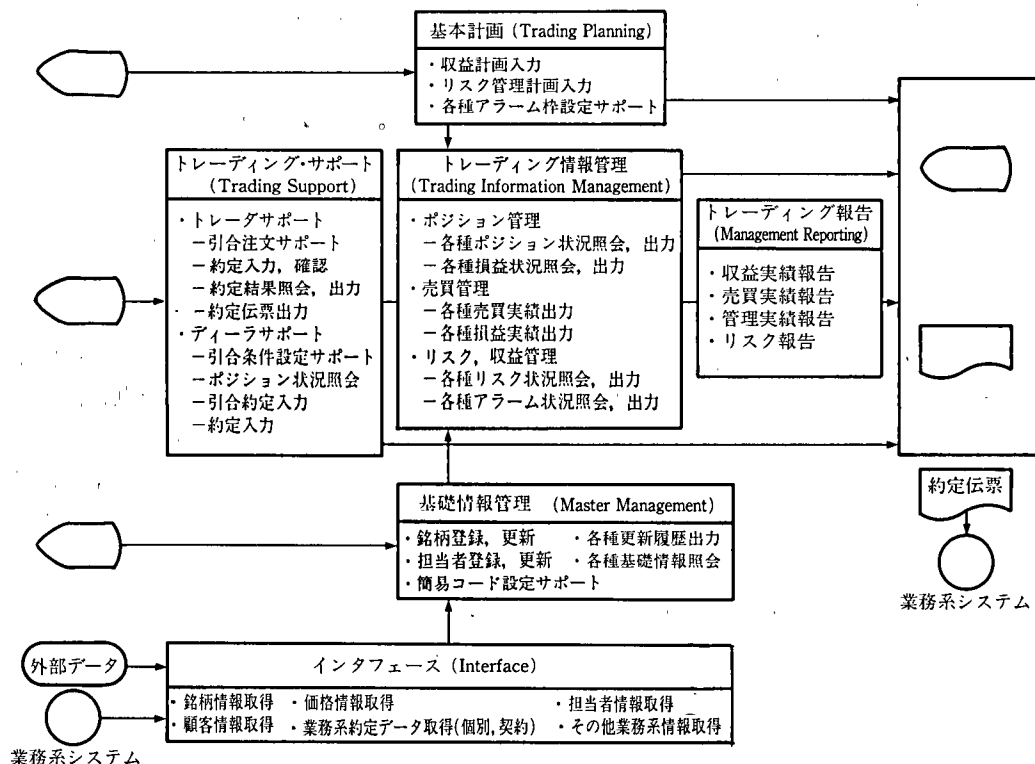 基本計画 (Trading Planning)
・収益計画入力
・リスク管理計画入力
・各種アラーム枠設定サポート
トレーディング・サポート
(Trading Support)
・トレーダサポート
－引合注文サポート
－約定入力, 確認
－約定結果照会, 出力
－約定伝票出力
・ディーラサポート
－引合条件設定サポート
－ポジション状況照会
－引合約定入力
－約定入力
トレーディング情報管理
(Trading Information Management)
・ポジション管理
－各種ポジション状況照会, 出力
－各種損益状況照会, 出力
・売買管理
－各種売買実績出力
－各種損益実績出力
・リスク, 収益管理
－各種リスク状況照会, 出力
－各種アラーム状況照会, 出力
トレーディング報告
(Management Reporting)
・収益実績報告
・売買実績報告
・管理実績報告
・リスク報告
約定伝票
業務系システム
基礎情報管理 (Master Management)
・銘柄登録, 更新 ・各種更新履歴出力
・担当者登録, 更新 ・各種基礎情報照会
・簡易コード設定サポート
外部データ
業務系システム
インタフェース (Interface)
・銘柄情報取得 ・価格情報取得 ・担当者情報取得
・顧客情報取得 ・業務系約定データ取得(個別, 契約) ・その他業務系情報取得